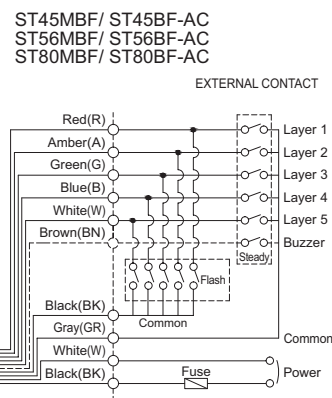 ST45MBF/ ST45BF-AC
ST56MBF/ ST56BF-AC
ST80MBF/ ST80BF-AC
EXTERNAL CONTACT
Red(R)
Layer 1
Amber(A)
Layer 2
Green(G)
Layer 3
Blue(B)
Layer 4
White(W)
Layer 5
Brown(BN)
Buzzer
Steady
Flash
Black(BK)
Common
Gray(GR)
Common
White(W)
Power
Black(BK)
Fuse